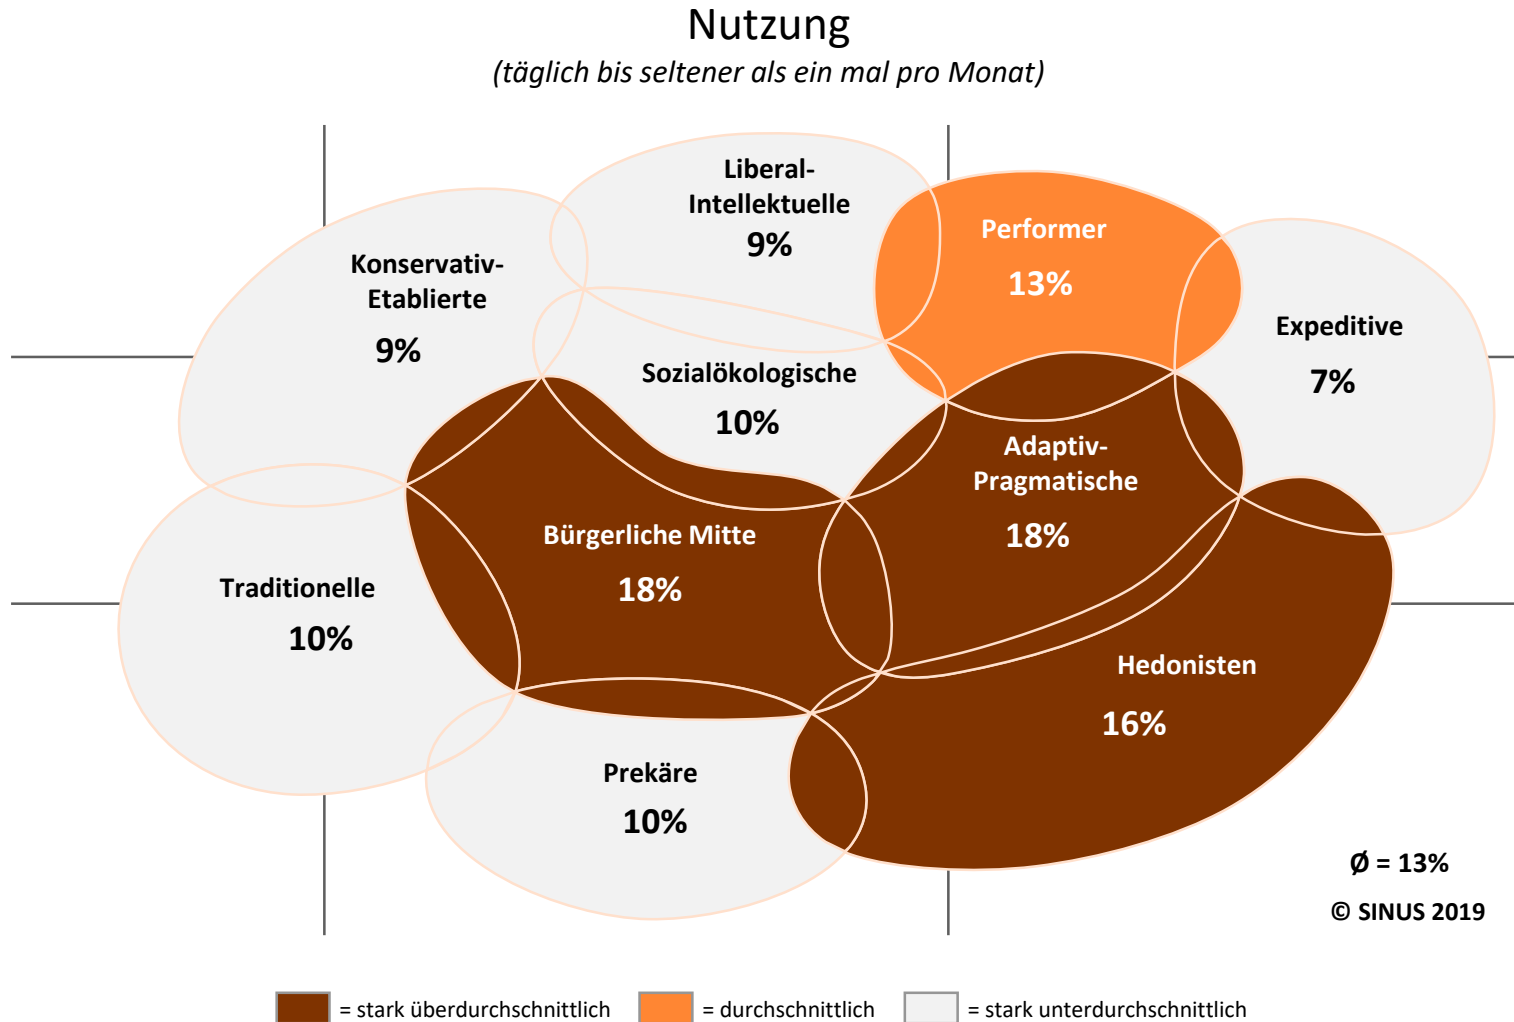 Nutzung
(täglich bis seltener als ein mal pro Monat)
Liberal-
Intellektuelle
9%
Performer
13%
Konservativ-
Etablierte
9%
Expeditive
7%
Sozialökologische
10%
Adaptiv-
Pragmatische
18%
Bürgerliche Mitte
18%
Traditionelle
10%
Hedonisten
16%
Prekäre
10%
Ø = 13%
© SINUS 2019
= stark überdurchschnittlich
= durchschnittlich
= stark unterdurchschnittlich